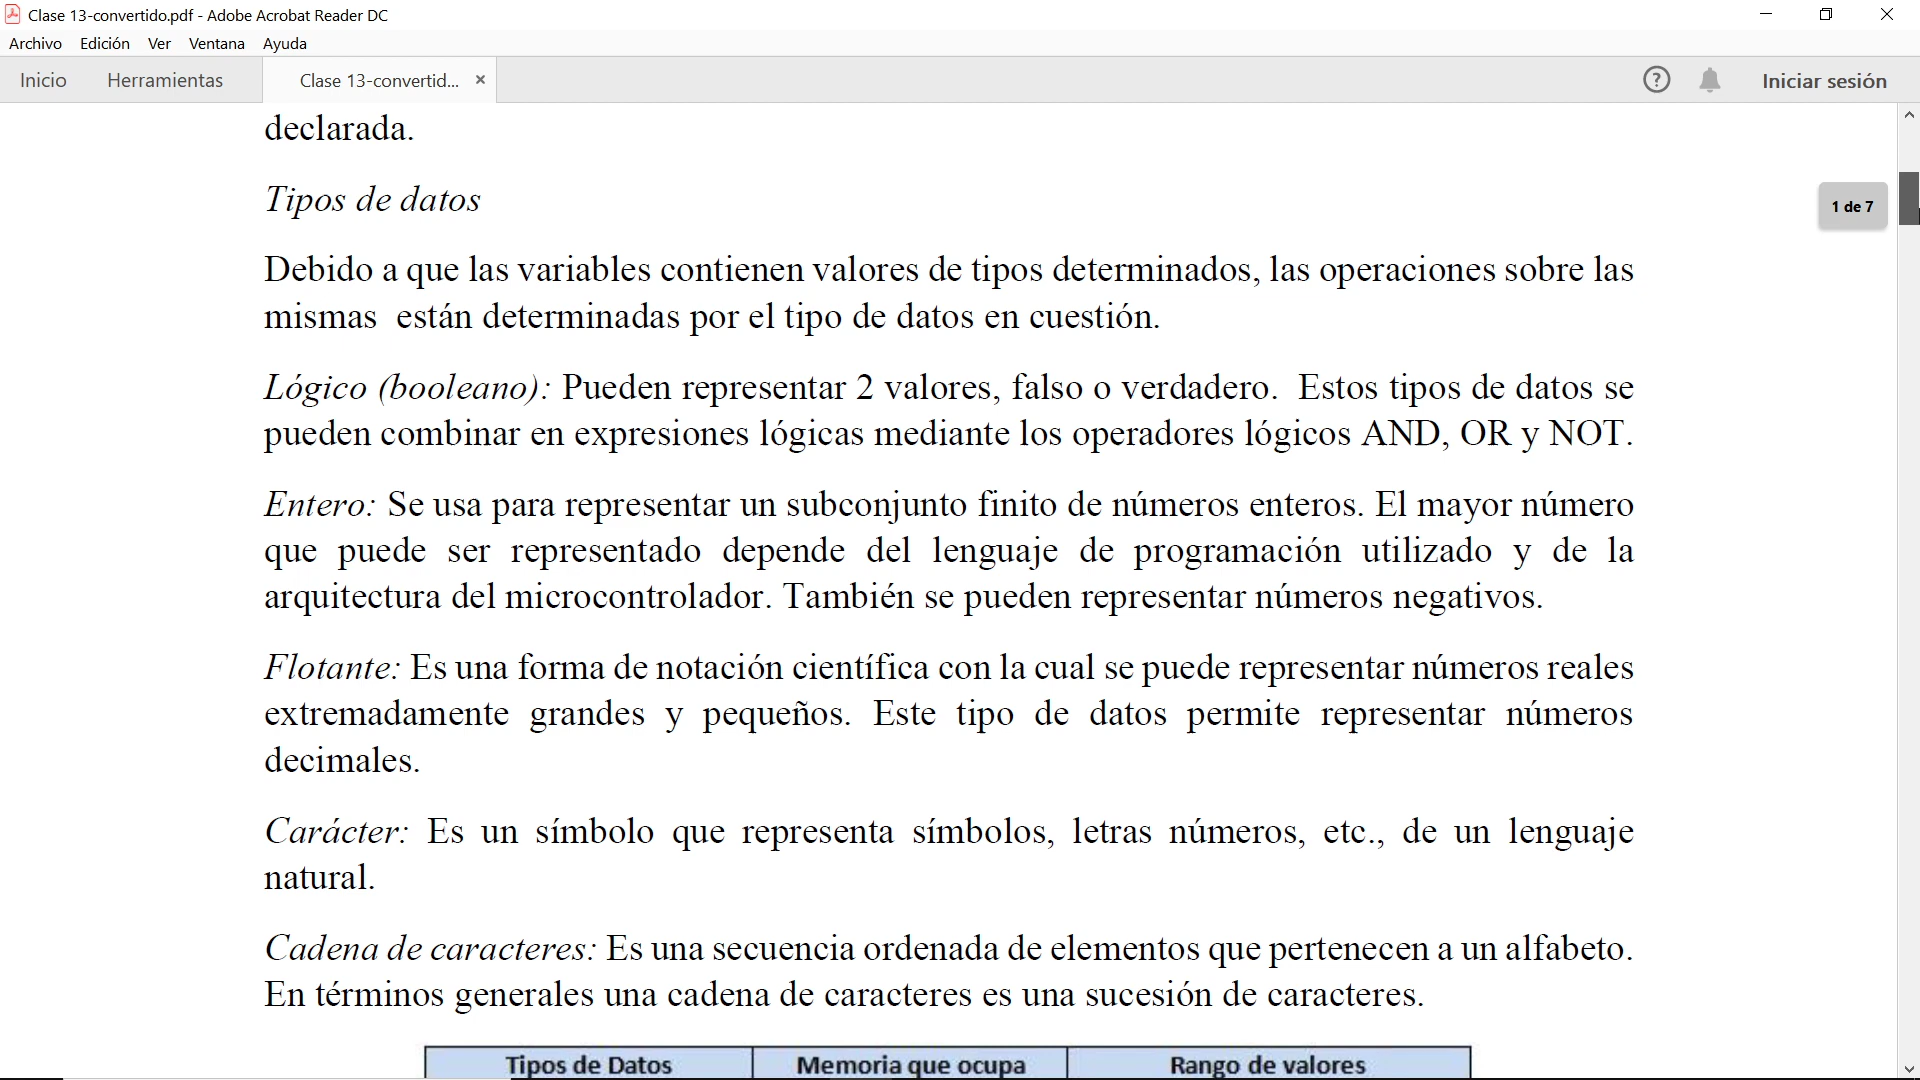 Clase 13-convertido.pdf - Adobe Acrobat Reader DC
Archivo Edición Ver Ventana Ayuda
Inicio Herramientas Clase 13-convertid... × ? Iniciar sesión
declarada.
Tipos de datos
1 de 7
Debido a que las variables contienen valores de tipos determinados, las operaciones sobre las
mismas están determinadas por el tipo de datos en cuestión.
Lógico (booleano): Pueden representar 2 valores, falso o verdadero. Estos tipos de datos se
pueden combinar en expresiones lógicas mediante los operadores lógicos AND, OR y NOT.
Entero: Se usa para representar un subconjunto finito de números enteros. El mayor número
que puede ser representado depende del lenguaje de programación utilizado y de la
arquitectura del microcontrolador. También se pueden representar números negativos.
Flotante: Es una forma de notación científica con la cual se puede representar números reales
extremadamente grandes y pequeños. Este tipo de datos permite representar números
decimales.
Carácter: Es un símbolo que representa símbolos, letras números, etc., de un lenguaje
natural.
Cadena de caracteres: Es una secuencia ordenada de elementos que pertenecen a un alfabeto.
En términos generales una cadena de caracteres es una sucesión de caracteres.
Tipos de Datos Memoria que ocupa Rango de valores